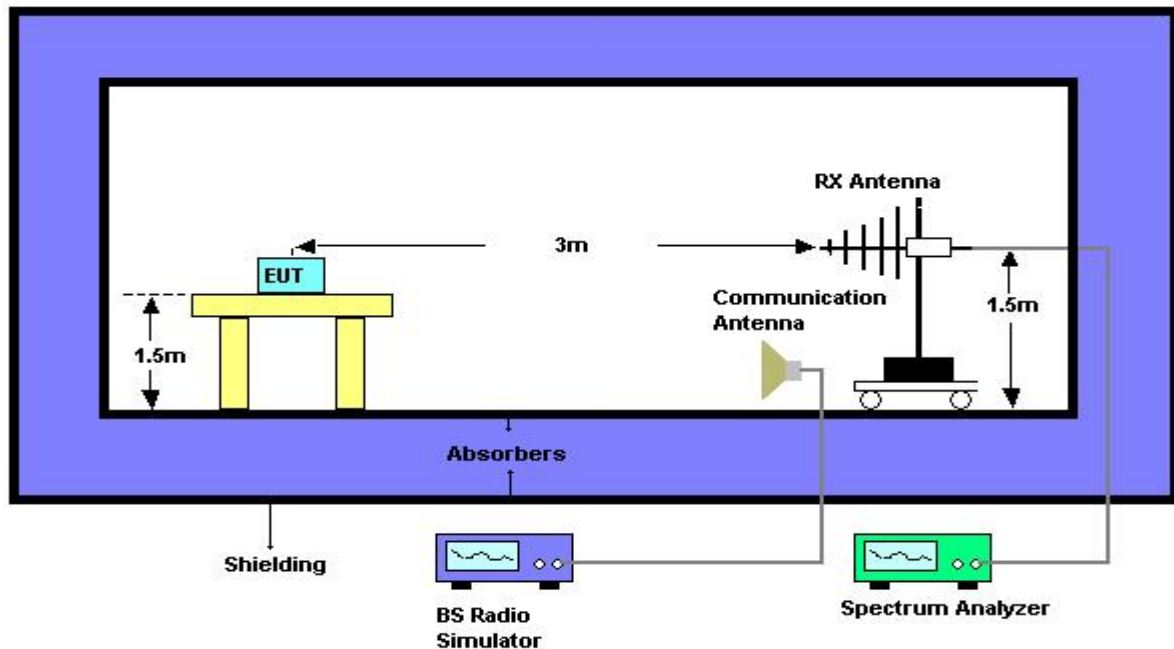 RX Antenna
3m
EUT
Communication
Antenna
1.5m
1.5m
Absorbers
Shielding
BS Radio
Simulator
Spectrum Analyzer